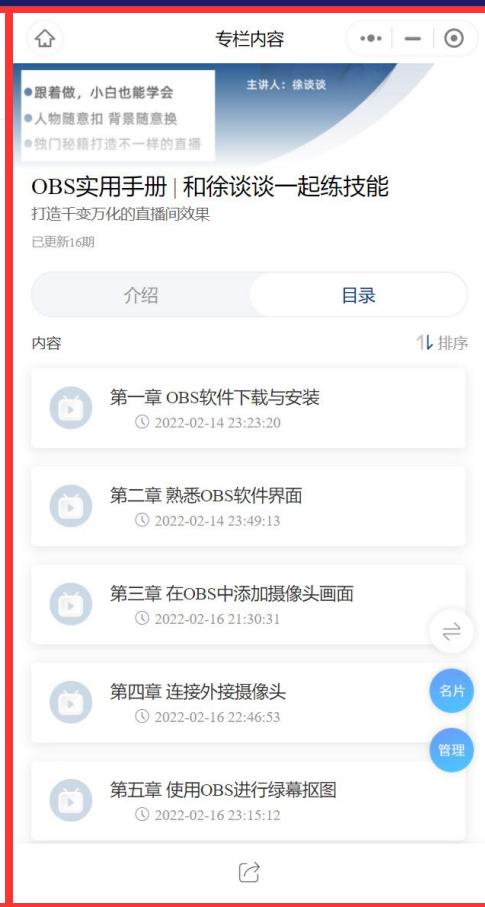 专栏内容
●跟着做，小白也能学会
主讲人：徐谈谈
●人物随意扣 背景随意换
●独门秘籍打造不一样的直播
OBS实用手册 | 和徐谈谈一起练技能
打造千变万化的直播间效果
已更新16期
介绍
目录
内容
排序
第一章 OBS软件下载与安装
2022-02-14 23:23:20
第二章 熟悉OBS软件界面
2022-02-14 23:49:13
第三章 在OBS中添加摄像头画面
2022-02-16 21:30:31
第四章 连接外接摄像头
2022-02-16 22:46:53
名片
管理
第五章 使用OBS进行绿幕抠图
2022-02-16 23:15:12